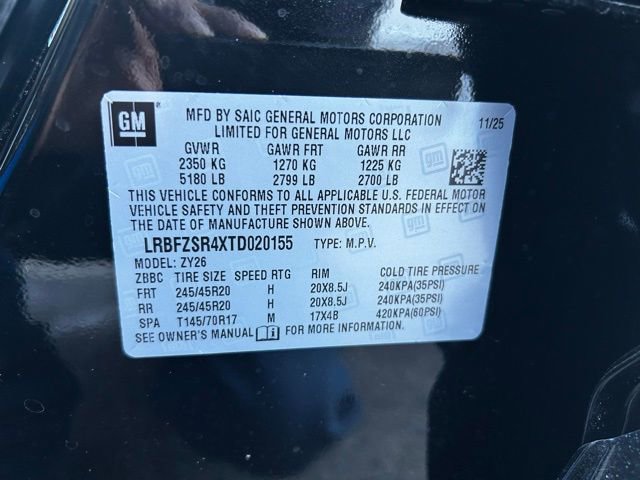 GM
MFD BY SAIC GENERAL MOTORS CORPORATION
LIMITED FOR GENERAL MOTORS LLC
11/25
GVWR GAWR FRT GAWR RR
2350 KG 1270 KG 1225 KG
5180 LB 2799 LB 2700 LB
THIS VEHICLE CONFORMS TO ALL APPLICABLE U.S. FEDERAL MOTOR
VEHICLE SAFETY AND THEFT PREVENTION STANDARDS IN EFFECT ON
THE DATE OF MANUFACTURE SHOWN ABOVE.
LRBFZSR4XTD020155 TYPE: M.P.V.
MODEL: ZY26
ZBBC TIRE SIZE SPEED RTG RIM COLD TIRE PRESSURE
FRT 245/45R20 H 20X8.5J 240KPA(35PSI)
RR 245/45R20 H 20X8.5J 240KPA(35PSI)
SPA T145/70R17 M 17X4B 420KPA(60PSI)
SEE OWNER'S MANUAL FOR MORE INFORMATION.